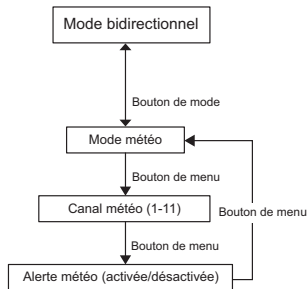 Mode bidirectionnel
Bouton de mode
Mode météo
Bouton de menu
Canal météo (1-11)
Bouton de menu
Bouton de menu
Alerte météo (activée/désactivée)